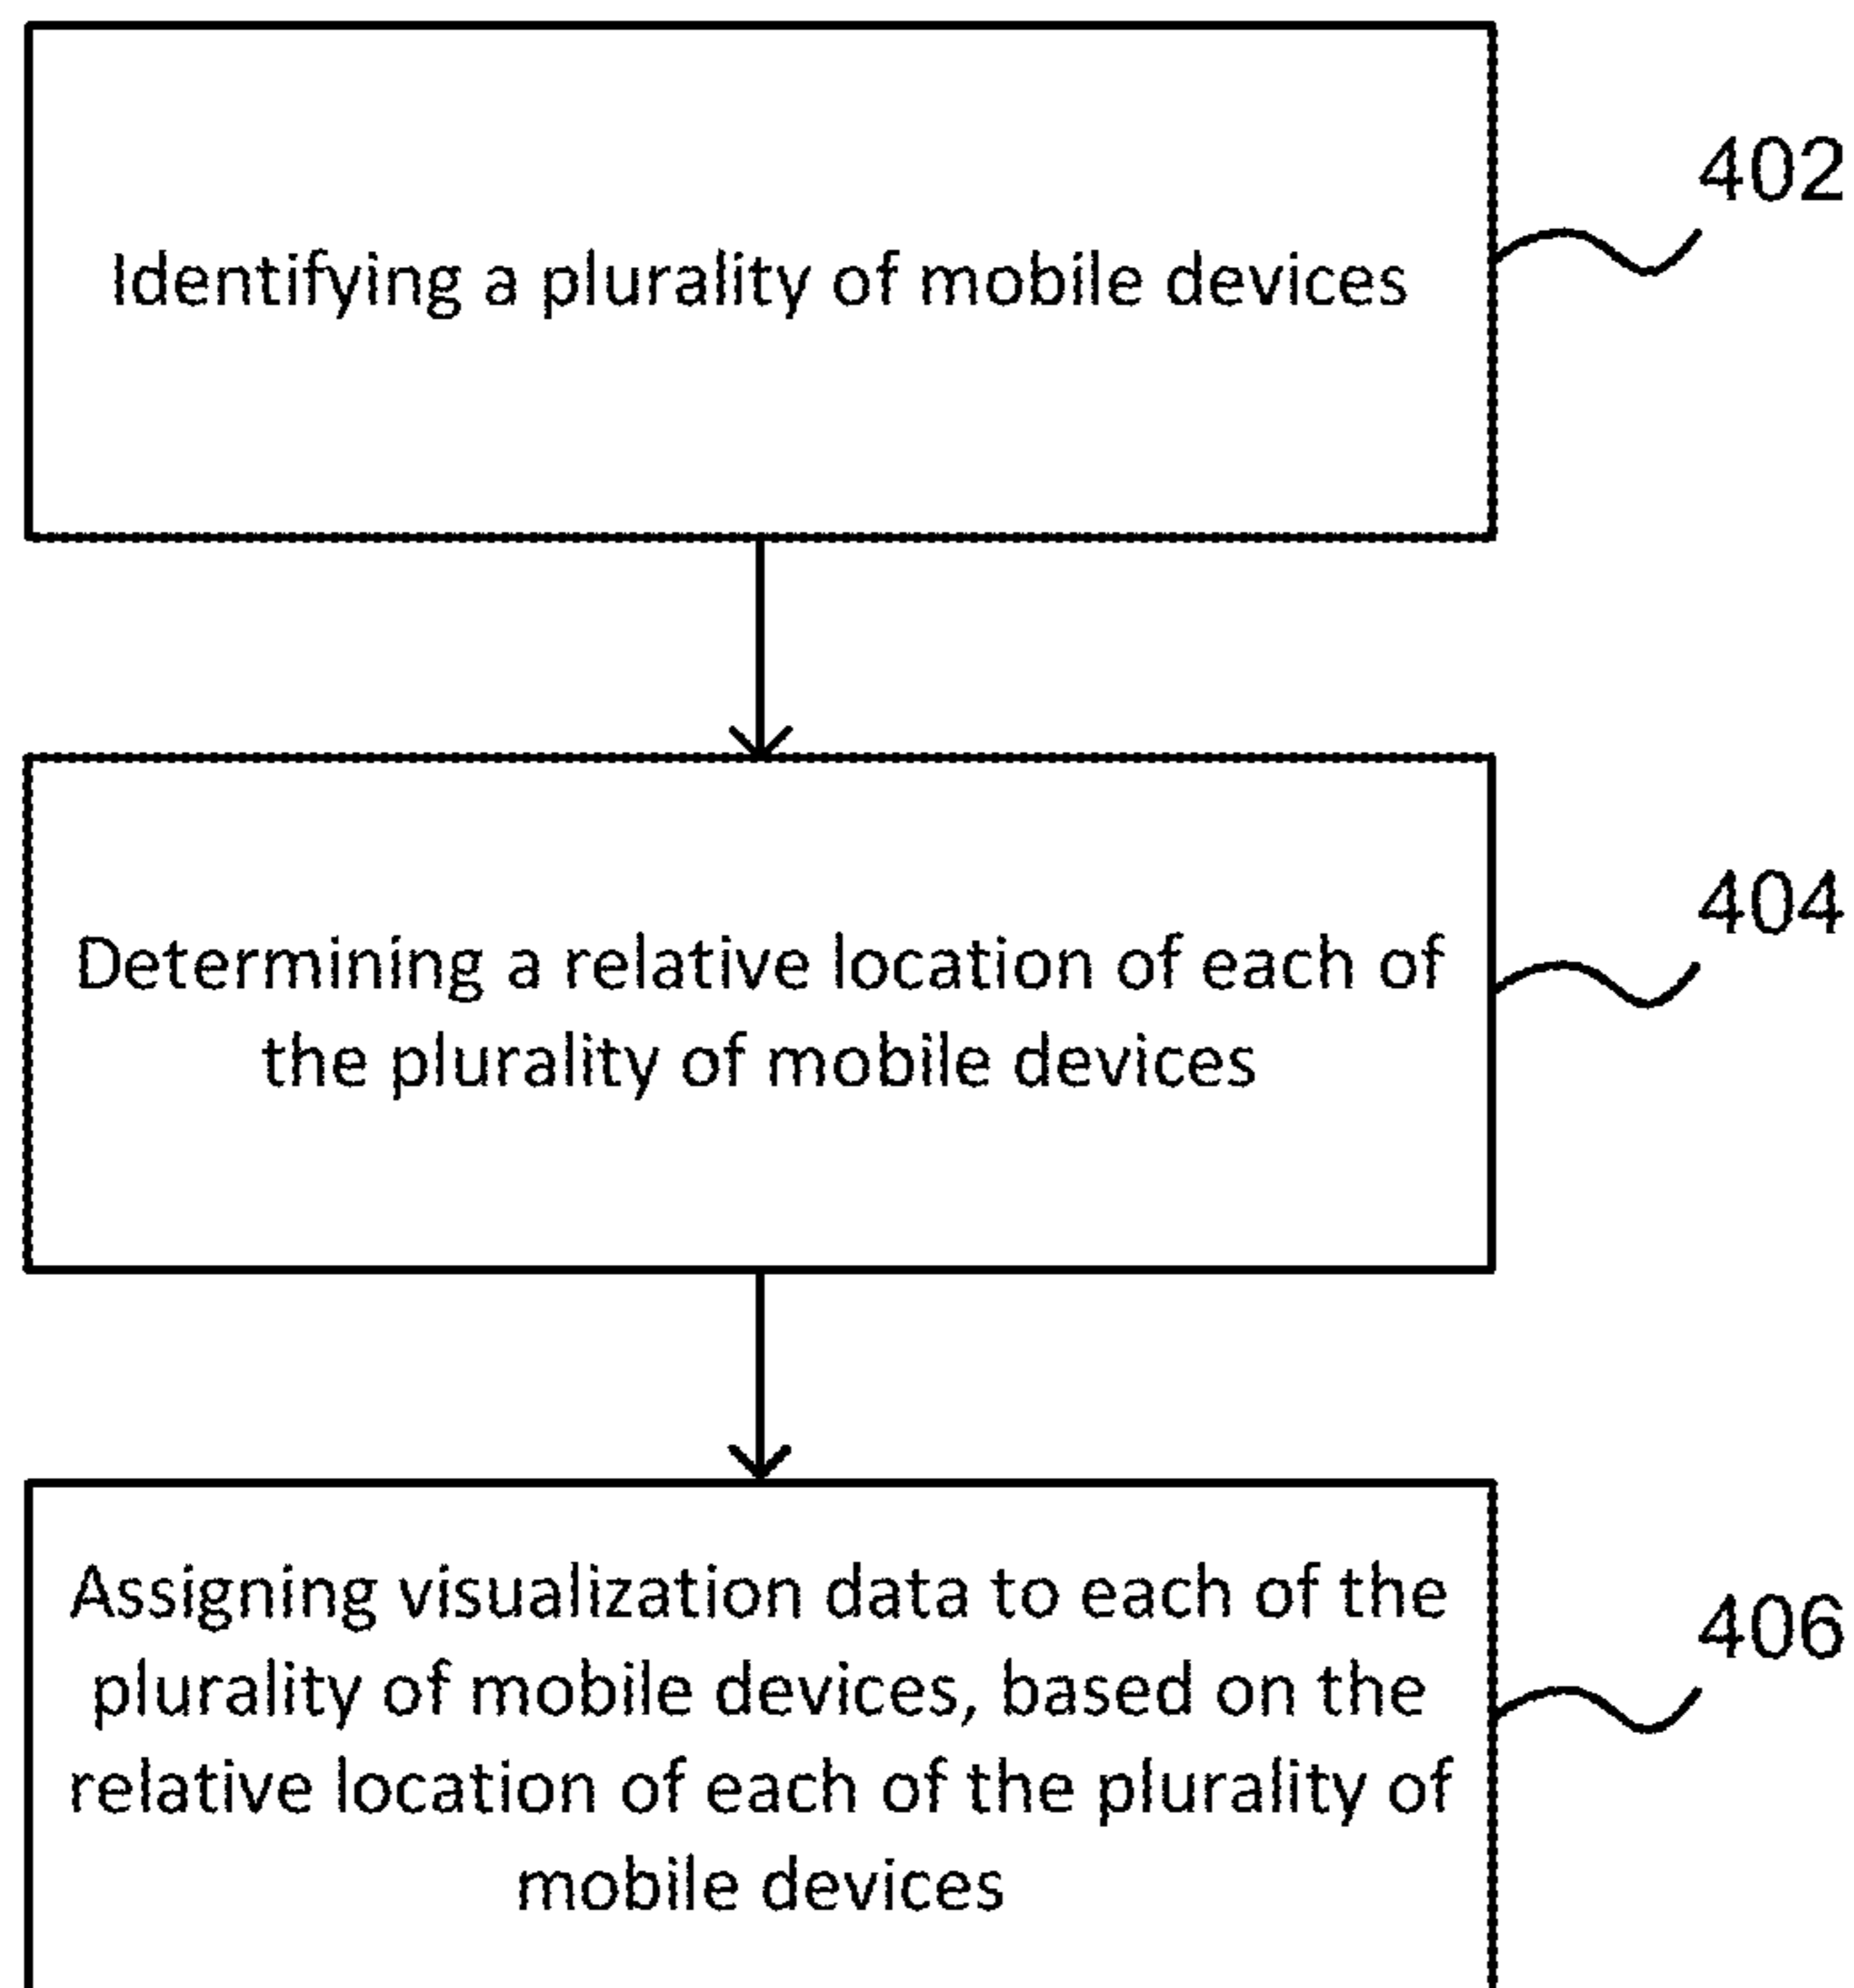 402
Identifying a plurality of mobile devices
404
Determining a relative location of each of
the plurality of mobile devices
406
Assigning visualization data to each of the
plurality of mobile devices, based on the
relative location of each of the plurality of
mobile devices